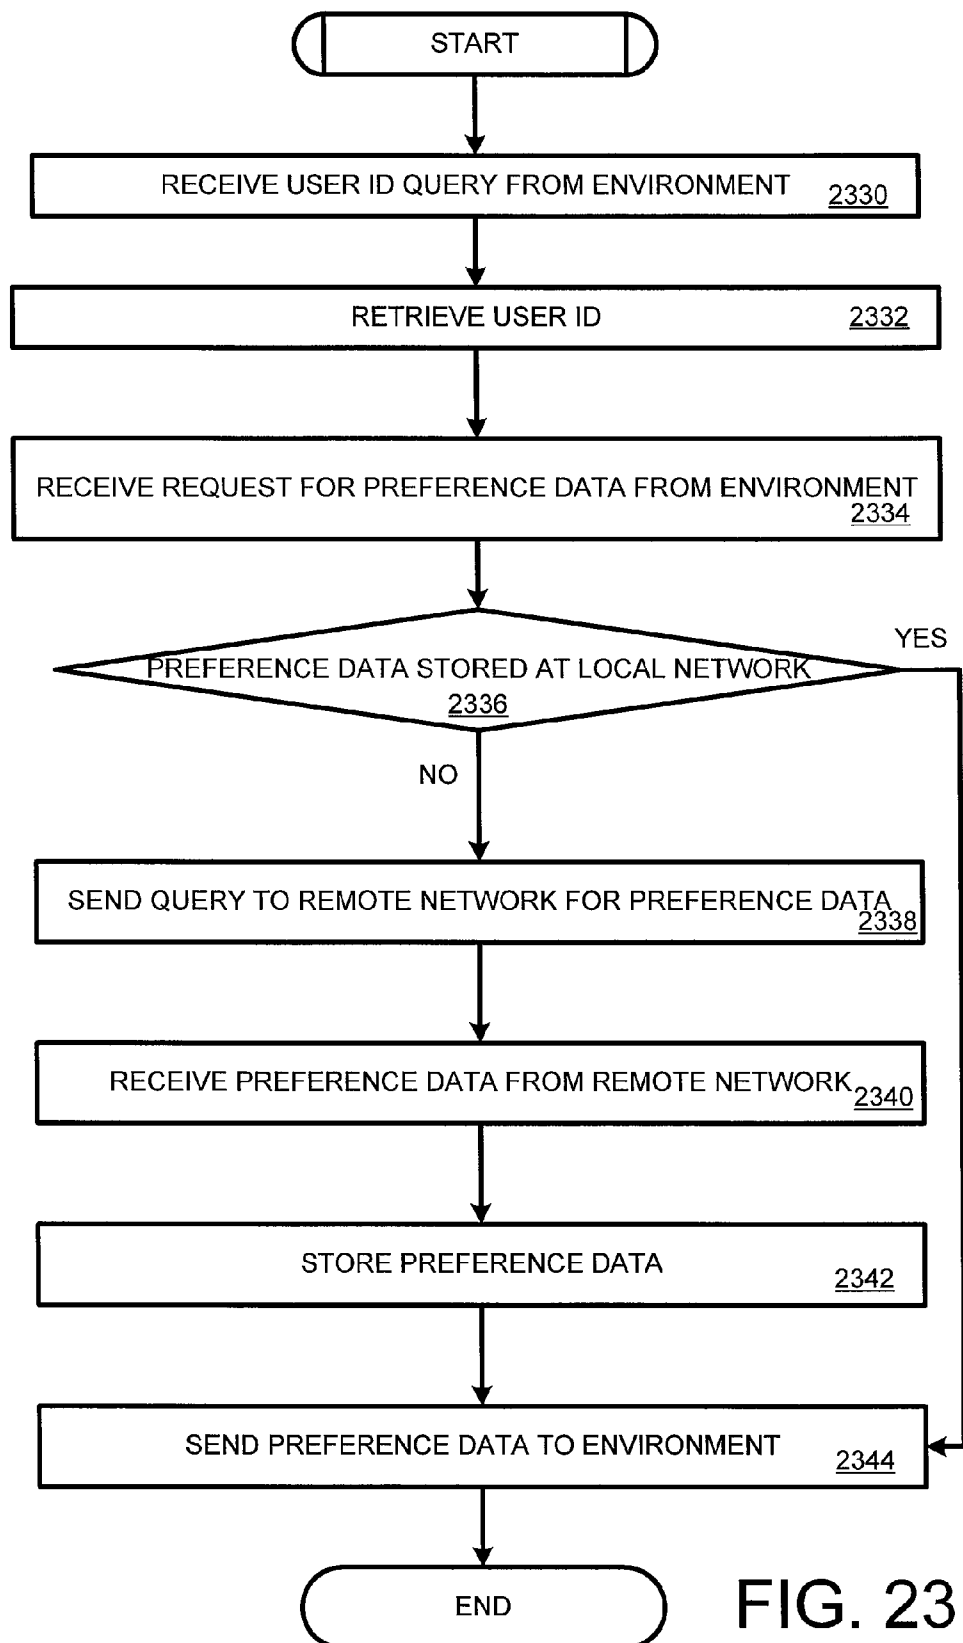 START
RECEIVE USER ID QUERY FROM ENVIRONMENT 2330
RETRIEVE USER ID 2332
RECEIVE REQUEST FOR PREFERENCE DATA FROM ENVIRONMENT
2334
YES
PREFERENCE DATA STORED AT LOCAL NETWORK
2336
NO
SEND QUERY TO REMOTE NETWORK FOR PREFERENCE DATA
2338
RECEIVE PREFERENCE DATA FROM REMOTE NETWORK 2340
STORE PREFERENCE DATA 2342
SEND PREFERENCE DATA TO ENVIRONMENT 2344
END
FIG. 23